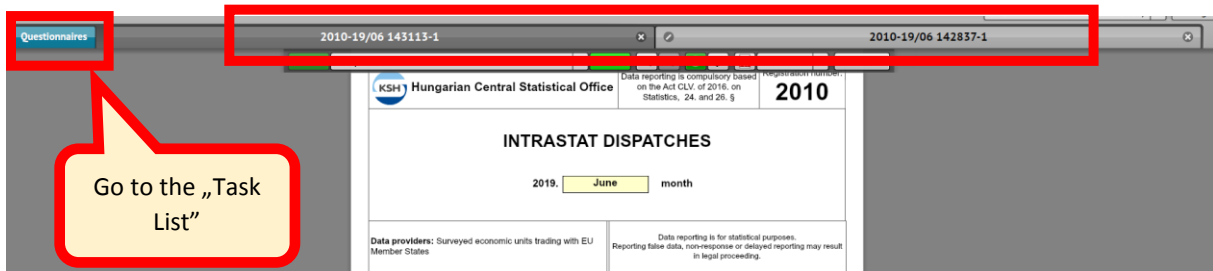 Questionnaires
2010-19/06 143113-1
2010-19/06 142837-1
KSH
Hungarian Central Statistical Office
Data reporting is compulsory based
on the Act CLV. of 2016. on
Statistics, 24. and 26. §
Registration number:
2010
INTRASTAT DISPATCHES
2019. June month
Go to the „Task
List”
Data providers: Surveyed economic units trading with EU
Member States
Data reporting is for statistical purposes.
Reporting false data, non-response or delayed reporting may result
in legal proceeding.